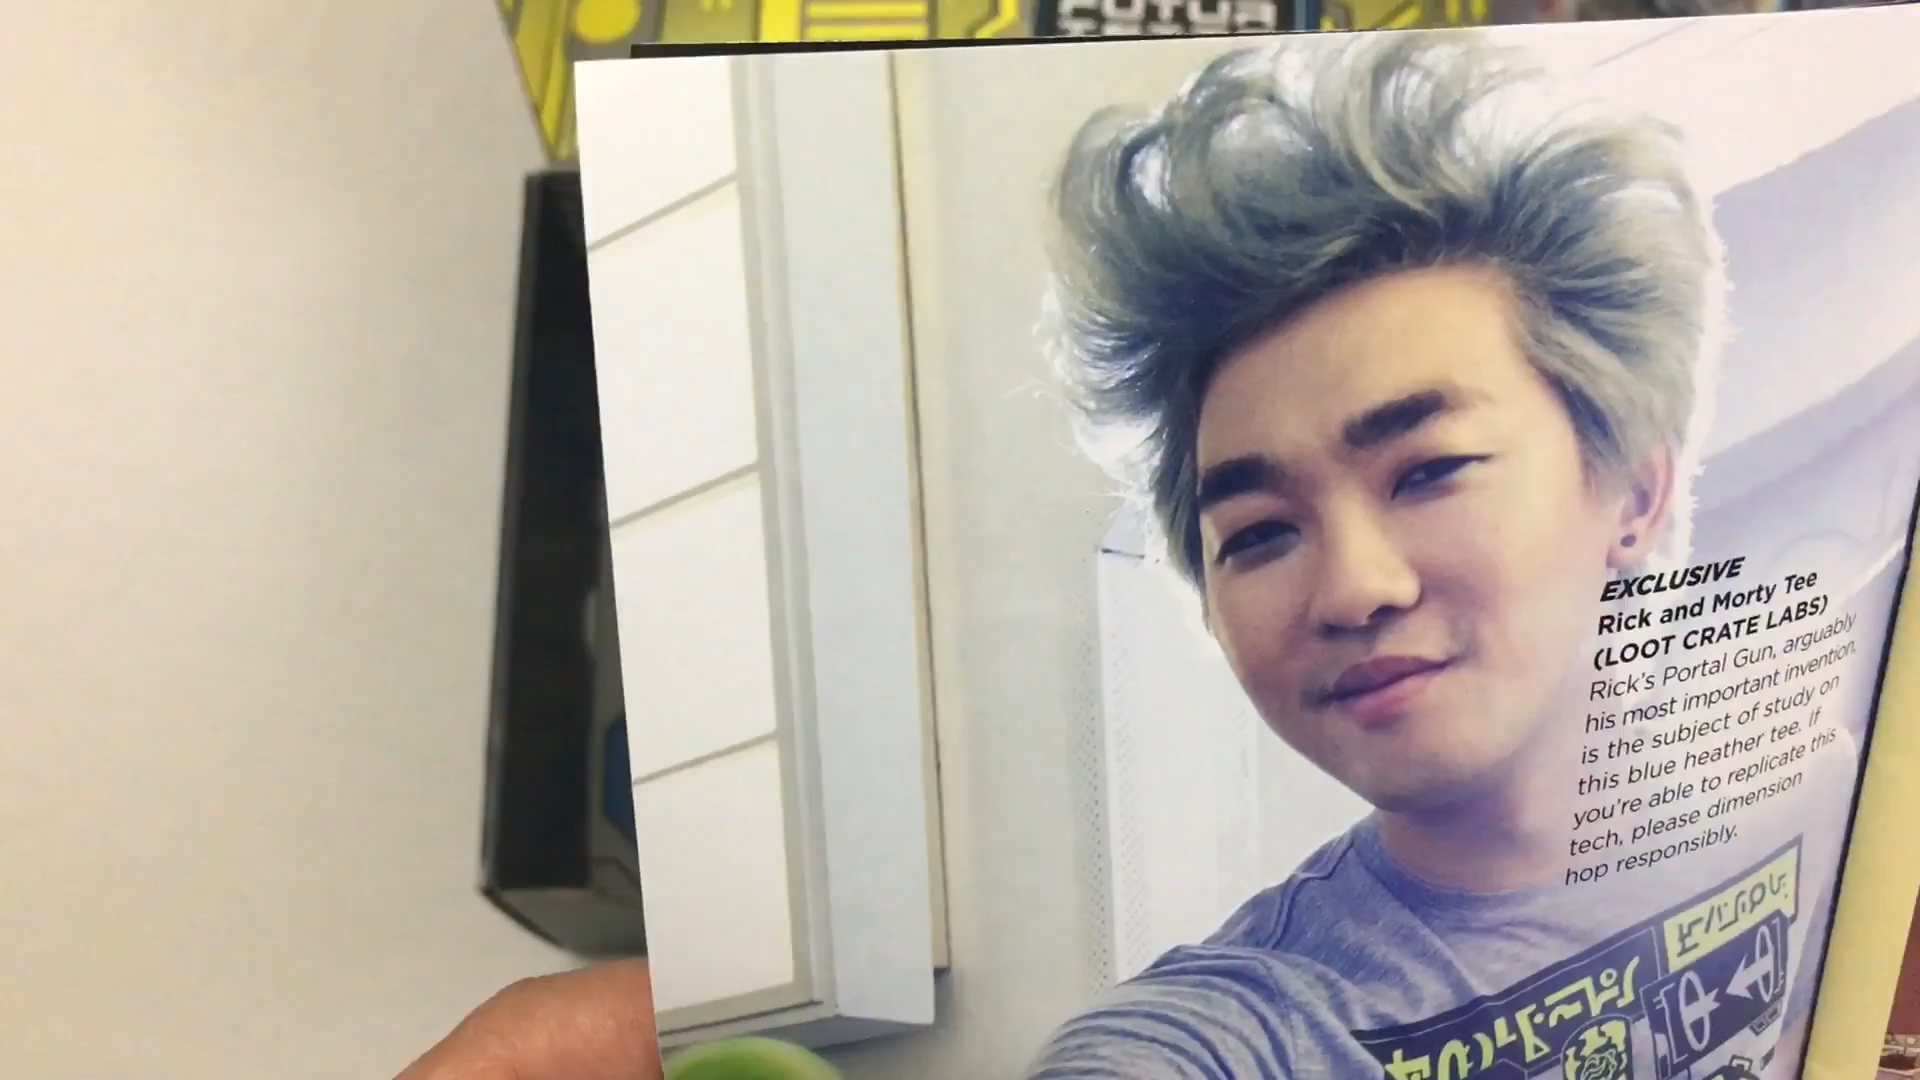 FUTUR
EXCLUSIVE
Rick and Morty Tee
(LOOT CRATE LABS)
Rick's Portal Gun, arguably
his most important invention,
is the subject of study on
this blue heather tee. If
you're able to replicate this
tech, please dimension
hop responsibly.